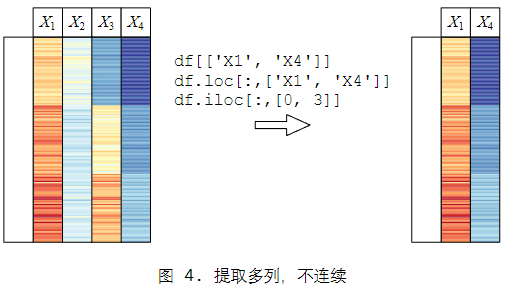 X1 X2 X3 X4
X1 X4
df[['X1', 'X4']]
df.loc[:,['X1', 'X4']]
df.iloc[:,[0, 3]]
图 4. 提取多列，不连续